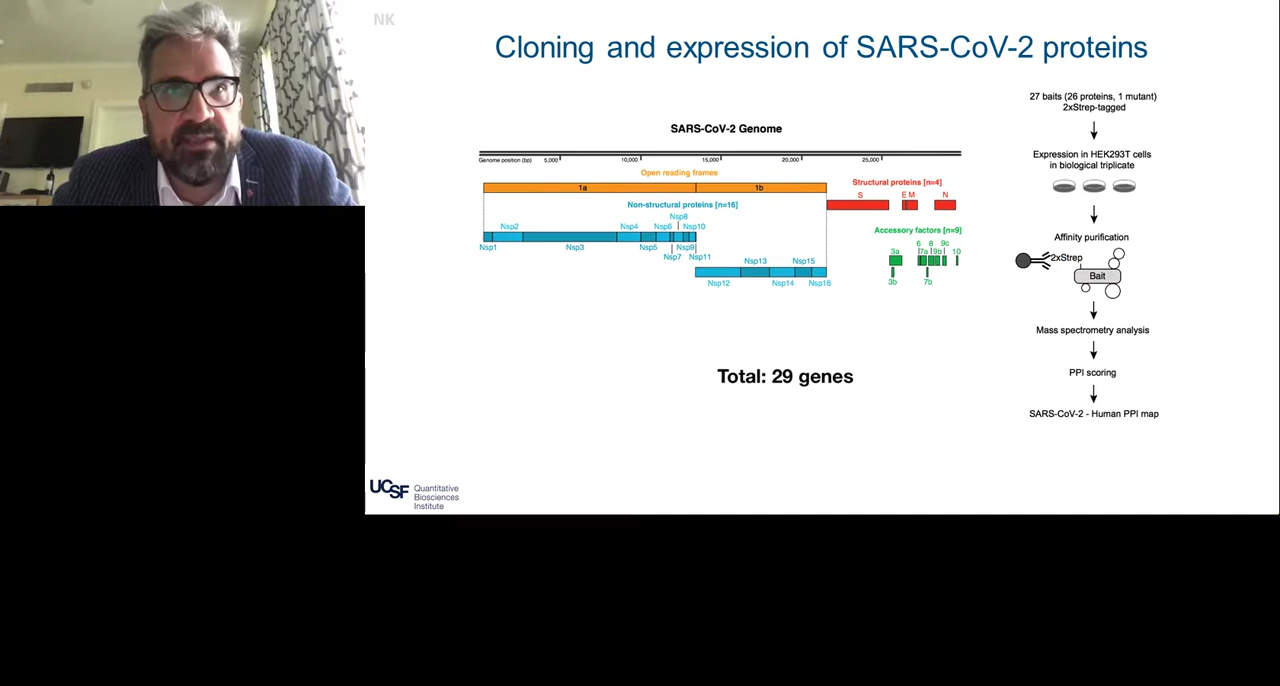 NK
Cloning and expression of SARS-CoV-2 proteins
SARS-CoV-2 Genome
Genome position (bp) 5,000 10,000 15,000 20,000 25,000
Open reading frames
1a 1b
Non-structural proteins [n=16]
Nsp8
Nsp2 Nsp4 Nsp6 Nsp10
Nsp1 Nsp3 Nsp5 Nsp9
Nsp7 Nsp11
Nsp13 Nsp15
Nsp12 Nsp14 Nsp16
Structural proteins [n=4]
S E M N
Accessory factors [n=9]
6 8 9c
3a 7a 9b 10
3b 7b
Total: 29 genes
27 baits (26 proteins, 1 mutant)
2xStrep-tagged
Expression in HEK293T cells
in biological triplicate
Affinity purification
2xStrep
Bait
Mass spectrometry analysis
PPI scoring
SARS-CoV-2 - Human PPI map
UCSF Quantitative
Biosciences
Institute